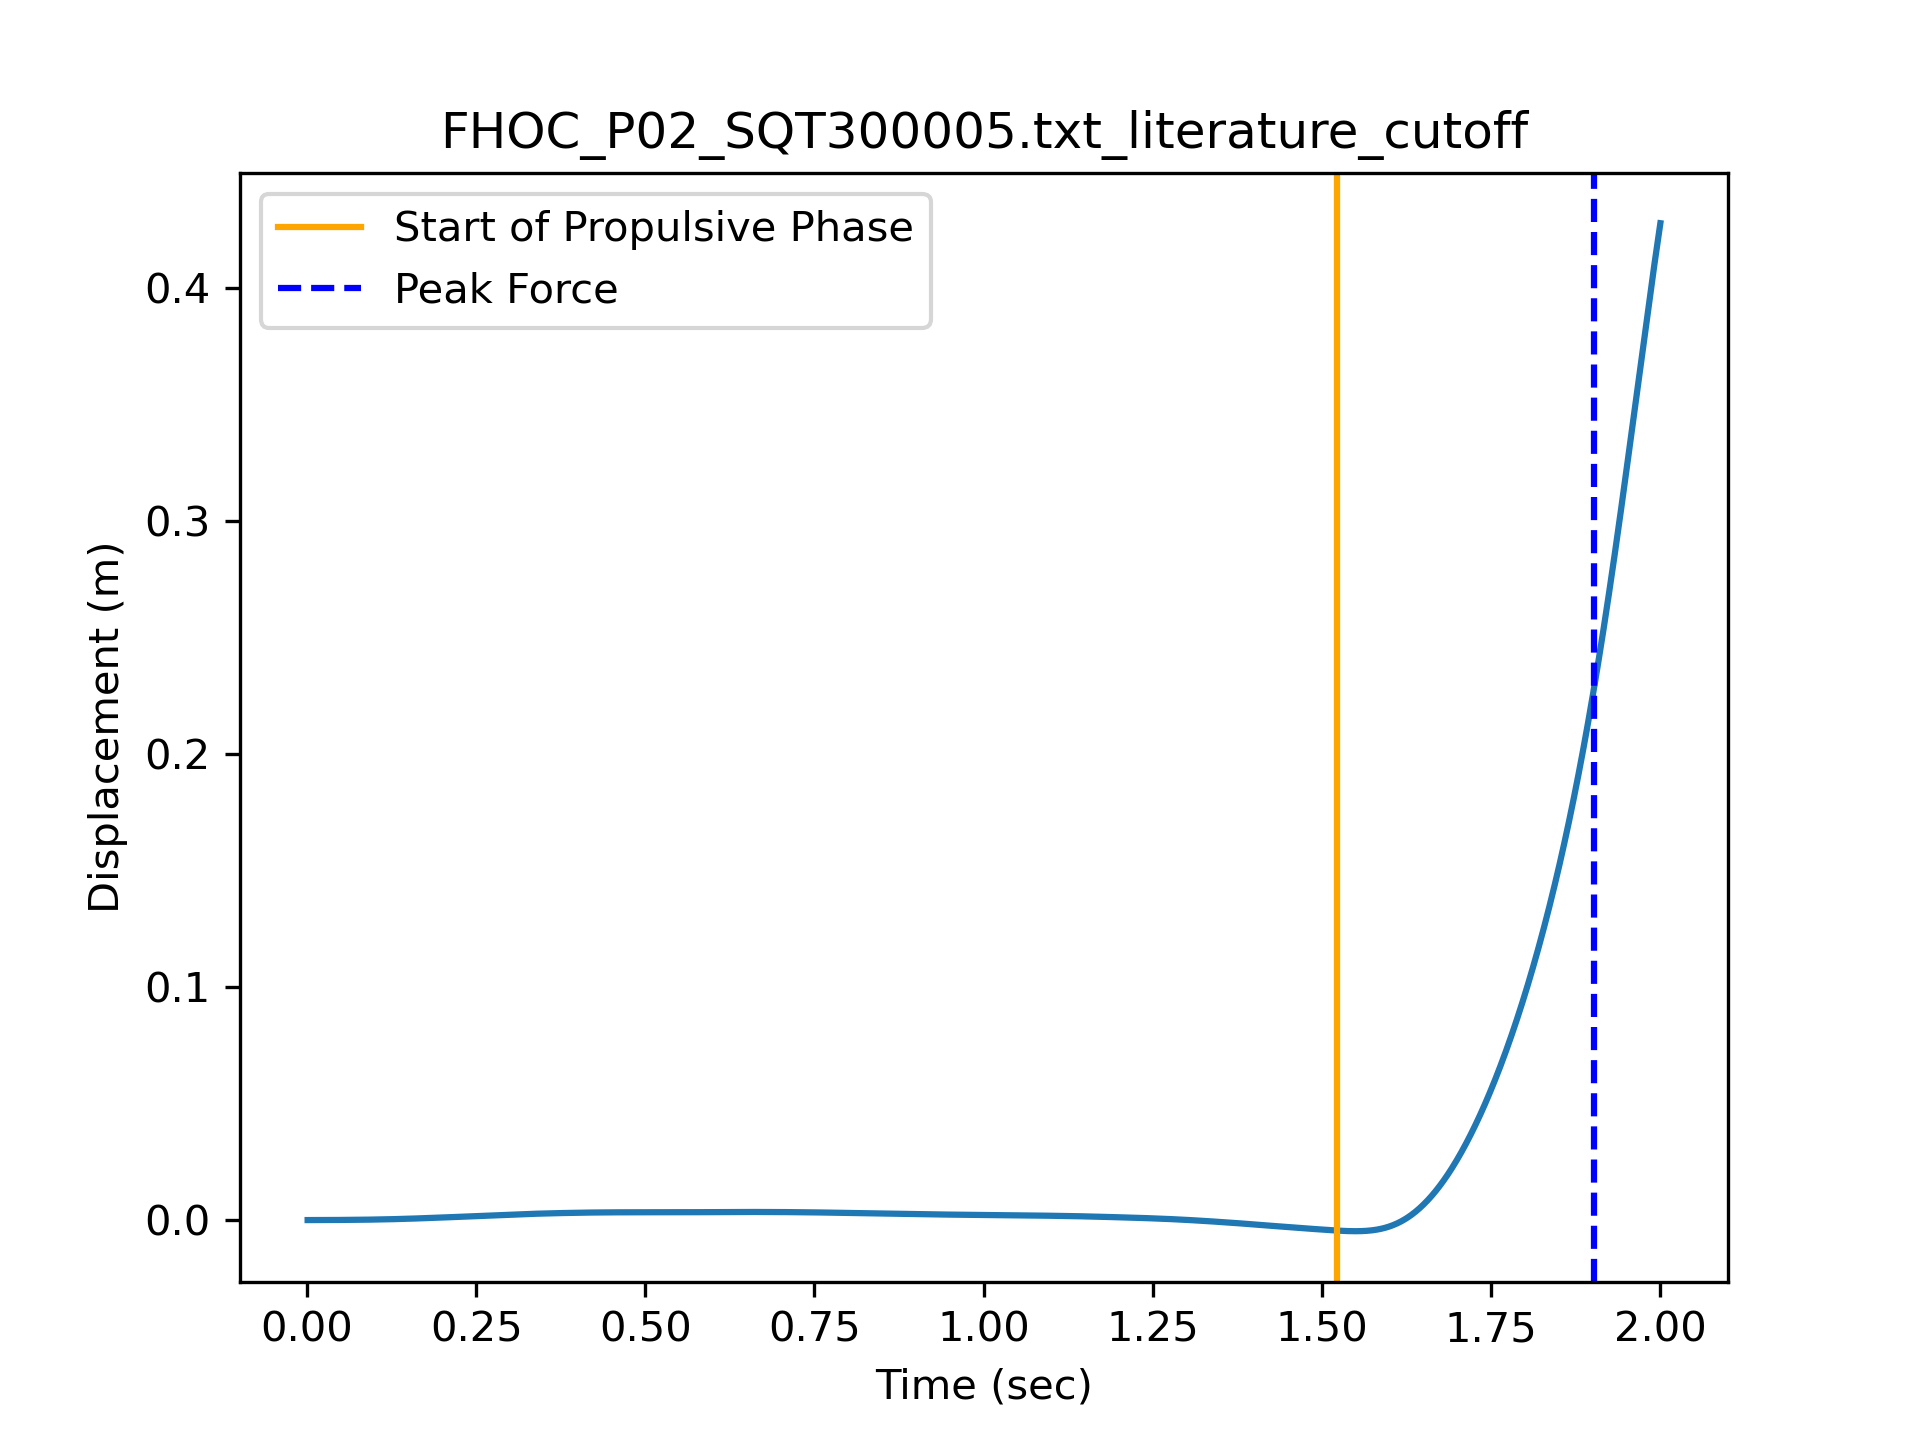 FHOC_P02_SQT300005.txt_literature_cutoff
Start of Propulsive Phase
Peak Force
0.4
0.3
0.2
0.1
0.0
Displacement (m)
0.00 0.25 0.50 0.75 1.00 1.25 1.50 1.75 2.00
Time (sec)